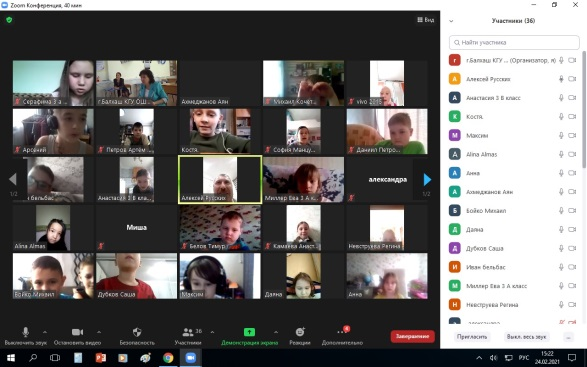 Zoom Конференция, 40 мин
Вид
Участники (36)
Найти участника
г.Балхаш КГУ ... (Организатор, я)
Алексей Русских
Анастасия 3 В класс
Костя.
Максим
Alina Almas
Анна
Ахмеджанов Аян
Бойко Михаил
Даяна
Дубков Саша
Иван бельбас
Миллер Ева 3 А класс
Невструева Регина
Серафима 3 а ...
г.Балхаш КГУ ОШ ...
Ахмеджанов Аян
Михаил Кочет...
vivo 2015
Арсений
Петров Артём ...
Костя.
София Манцу...
Даниил Петро...
1/2
н бельбас
Анастасия 3 В кла...
Алексей Русских
Миллер Ева 3 А к...
александра
1/2
Alina Almas
Миша
Белов Тимур
Камаева Анаст...
Невструева Регина
Бойко Михаил
Дубков Саша
Максим
Даяна
Анна
Выключить звук
Остановить видео
Безопасность
Участники
36
Демонстрация экрана
Реакции
Дополнительно
Завершение
Пригласить
Выкл. весь звук
...
РУС
15:22
24.02.2021